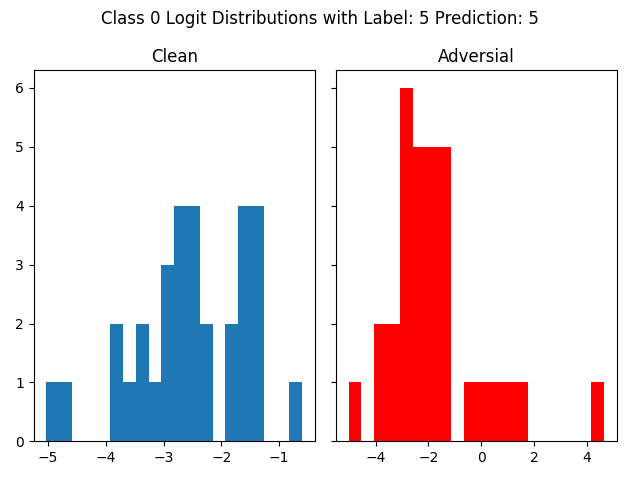 Class 0 Logit Distributions with Label: 5 Prediction: 5
Clean
Adversial
6
5
4
3
2
1
0
−5 −4 −3 −2 −1
−4 −2 0 2 4